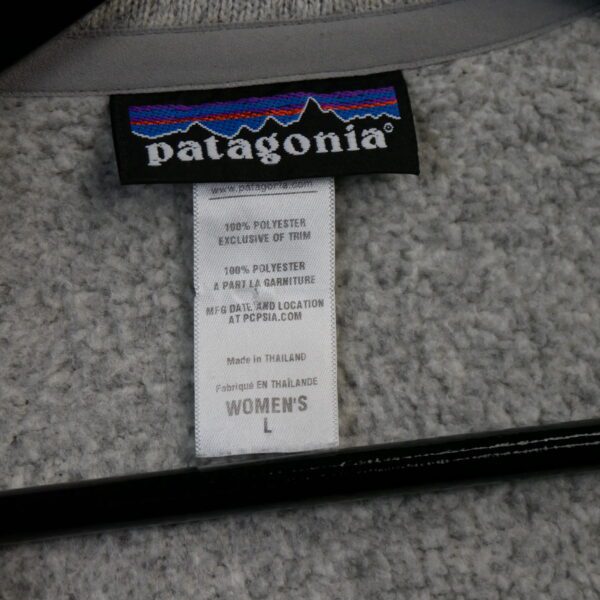 patagonia®
www.patagonia.com
100% POLYESTER
EXCLUSIVE OF TRIM
100% POLYESTER
A PART LA GARNITURE
MFG DATE AND LOCATION
AT PCPSIA.COM
Made in THAILAND
Fabriqué EN THAÏLANDE
WOMEN'S
L